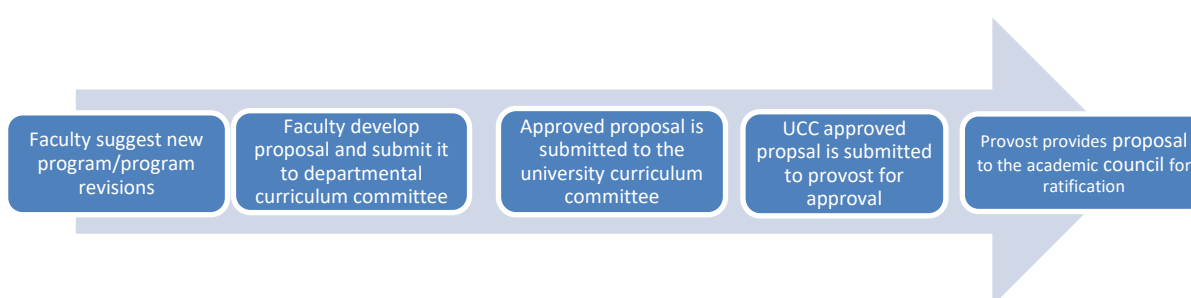 Faculty suggest new
program/program
revisions
Faculty develop
proposal and submit it
to departmental
curriculum committee
Approved proposal is
submitted to the
university curriculum
committee
UCC approved
propsal is submitted
to provost for
approval
Provost provides proposal
to the academic council for
ratification